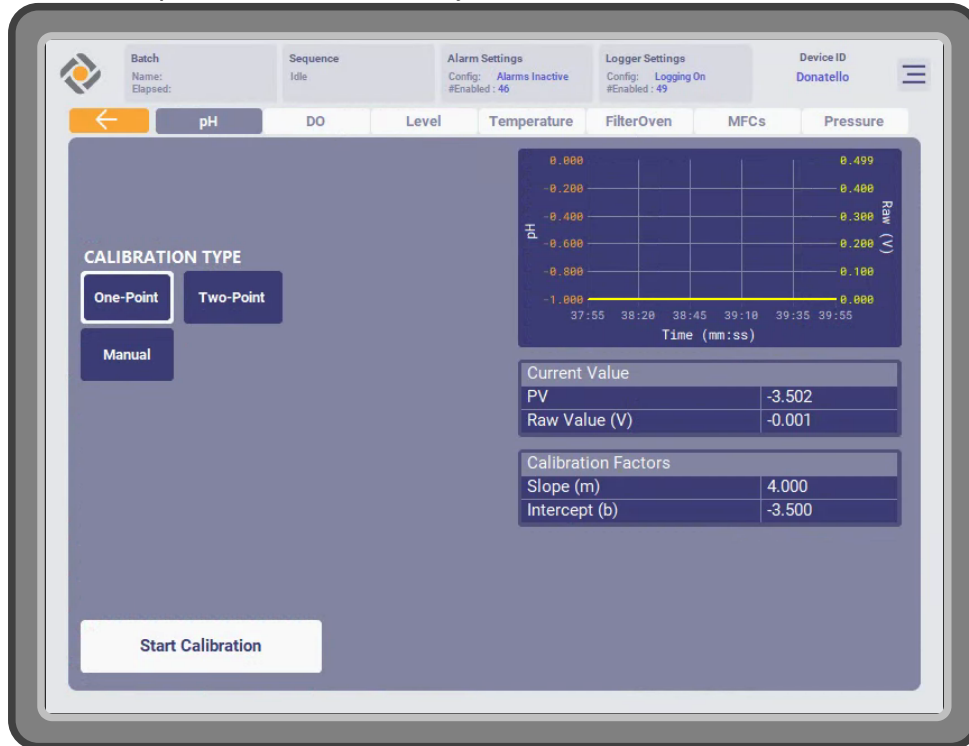 Batch
Name:
Elapsed:
Sequence
Idle
Alarm Settings
Config: Alarms Inactive
#Enabled : 46
Logger Settings
Config: Logging On
#Enabled : 49
Device ID
Donatello
pH DO Level Temperature FilterOven MFCs Pressure
CALIBRATION TYPE
One-Point Two-Point
Manual
Start Calibration
pH
0.000
-0.200
-0.400
-0.600
-0.800
-1.000
0.499
0.400
0.300
0.200
0.100
0.000
Raw (V)
37:55 38:20 38:45 39:10 39:35 39:55
Time (mm:ss)
Current Value
PV -3.502
Raw Value (V) -0.001
Calibration Factors
Slope (m) 4.000
Intercept (b) -3.500